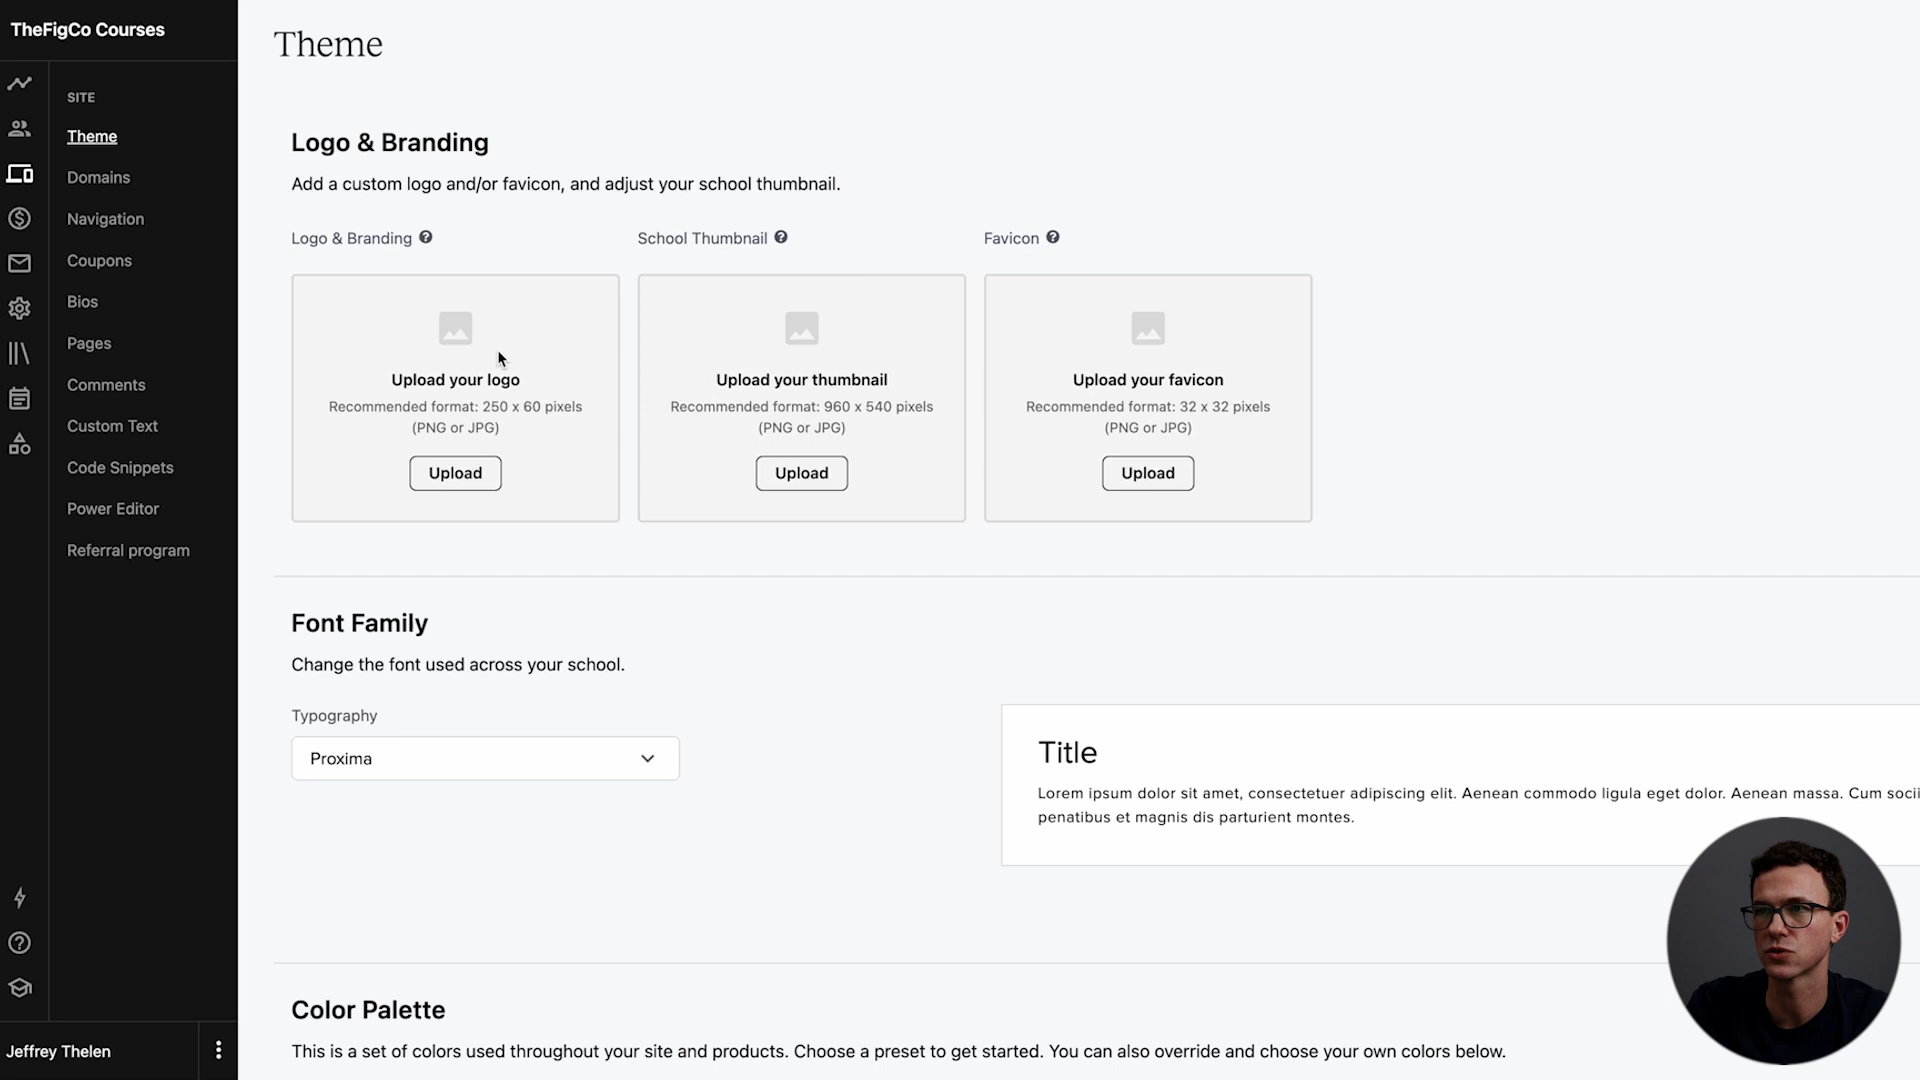 TheFigCo Courses
SITE
Theme
Domains
Navigation
Coupons
Bios
Pages
Comments
Custom Text
Code Snippets
Power Editor
Referral program
Jeffrey Thelen
Theme
Logo & Branding
Add a custom logo and/or favicon, and adjust your school thumbnail.
Logo & Branding
School Thumbnail
Favicon
Upload your logo
Recommended format: 250 x 60 pixels
(PNG or JPG)
Upload
Upload your thumbnail
Recommended format: 960 x 540 pixels
(PNG or JPG)
Upload
Upload your favicon
Recommended format: 32 x 32 pixels
(PNG or JPG)
Upload
Font Family
Change the font used across your school.
Typography
Proxima
Title
Lorem ipsum dolor sit amet, consectetuer adipiscing elit. Aenean commodo ligula eget dolor. Aenean massa. Cum socii
penatibus et magnis dis parturient montes.
Color Palette
This is a set of colors used throughout your site and products. Choose a preset to get started. You can also override and choose your own colors below.